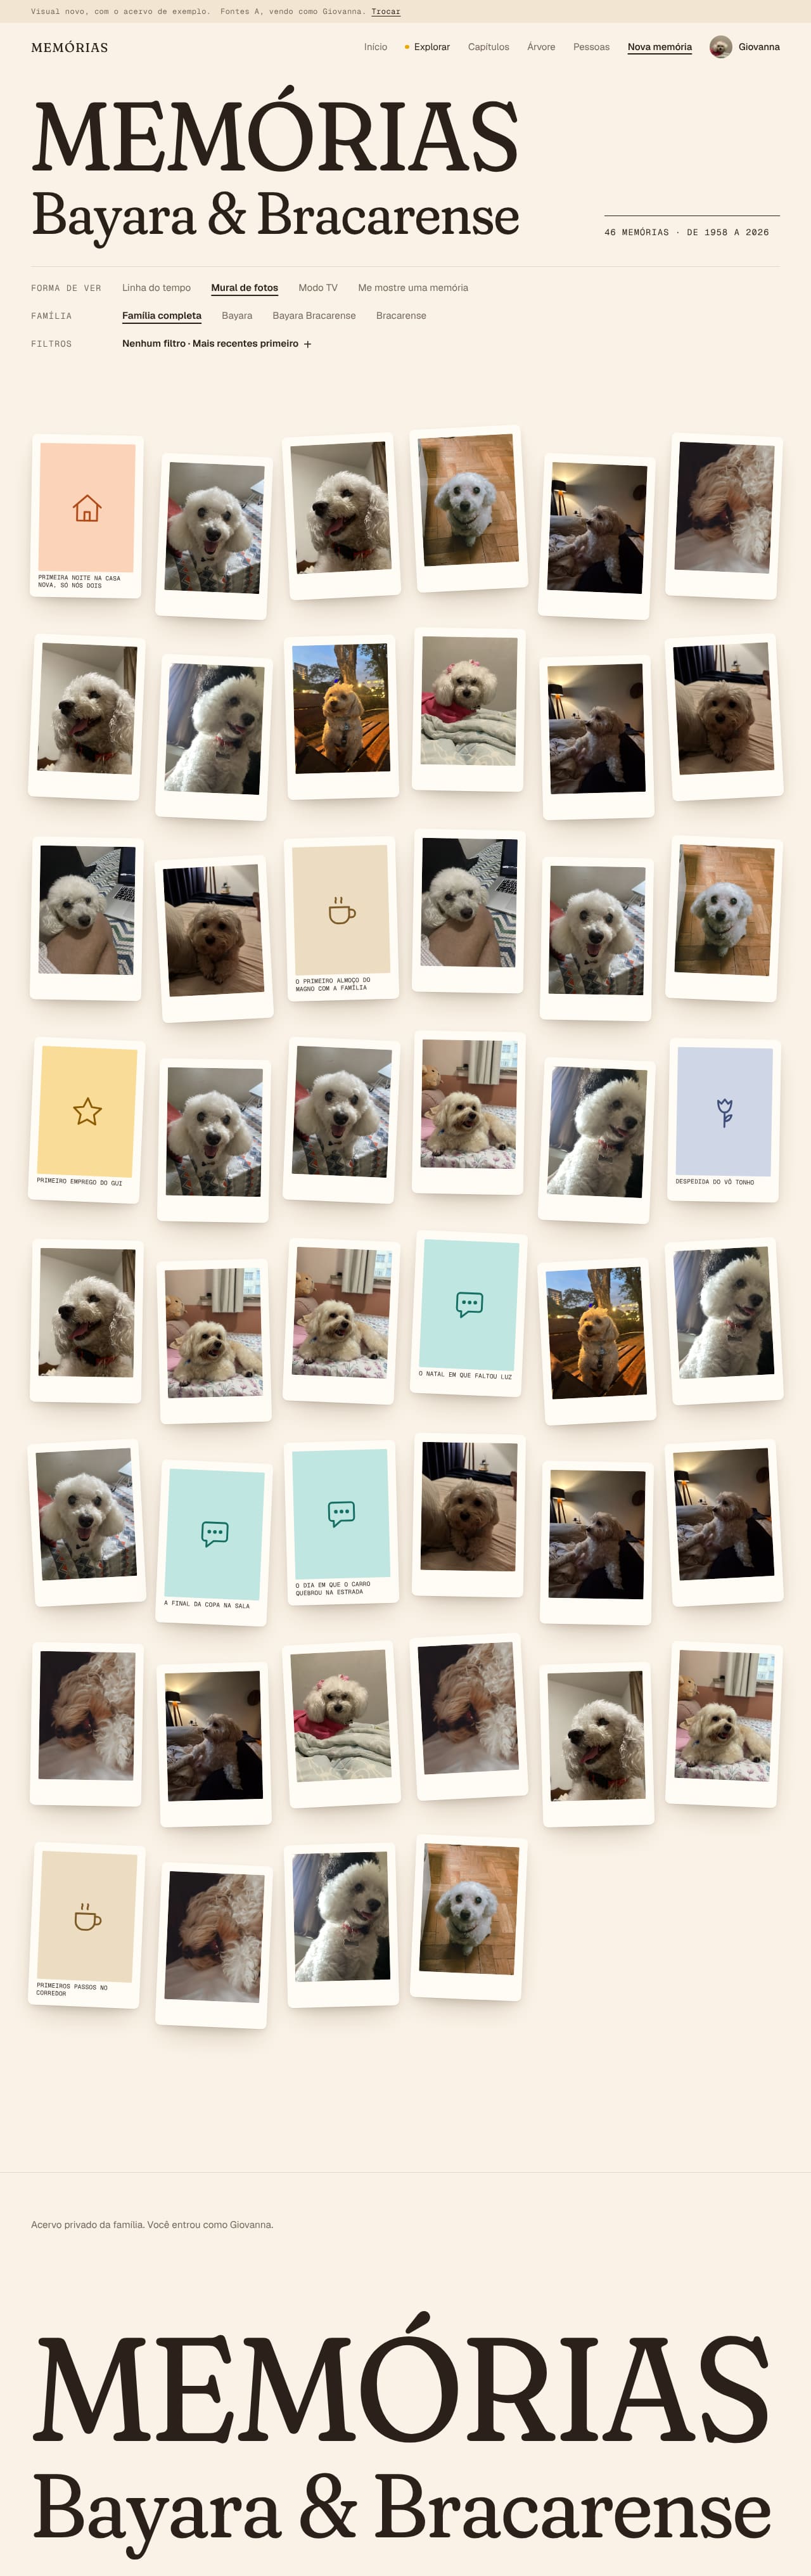 Visual novo, com o acervo de exemplo. Fontes A, vendo como Giovanna. Trocar
MEMÓRIAS
Início Explorar Capítulos Árvore Pessoas Nova memória Giovanna
MEMÓRIAS
Bayara & Bracarense
46 MEMÓRIAS · DE 1958 A 2026
FORMA DE VER Linha do tempo Mural de fotos Modo TV Me mostre uma memória
FAMÍLIA Família completa Bayara Bayara Bracarense Bracarense
FILTROS Nenhum filtro · Mais recentes primeiro +
PRIMEIRA NOITE NA CASA
NOVA, SÓ NÓS DOIS
O PRIMEIRO ALMOÇO DO
MAGNO COM A FAMÍLIA
PRIMEIRO EMPREGO DO GUI
DESPEDIDA DO VÔ TONHO
O NATAL EM QUE FALTOU LUZ
A FINAL DA COPA NA SALA
O DIA EM QUE O CARRO
QUEBROU NA ESTRADA
PRIMEIROS PASSOS NO
CORREDOR
Acervo privado da família. Você entrou como Giovanna.
MEMÓRIAS
Bayara & Bracarense